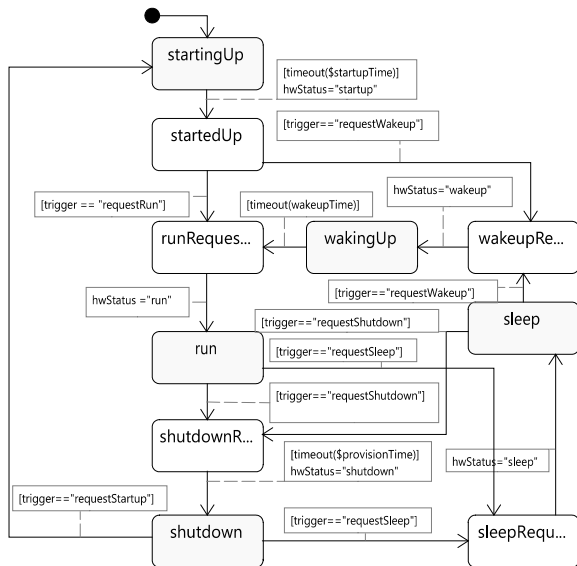 startingUp
[timeout($startupTime)]
hwStatus="startup"
startedUp
[trigger=="requestWakeup"]
[trigger == "requestRun"]
[timeout(wakeupTime)]
hwStatus="wakeup"
runReques...
wakingUp
wakeupRe...
hwStatus ="run"
[trigger=="requestWakeup"]
[trigger=="requestShutdown"]
sleep
run
[trigger=="requestSleep"]
[trigger=="requestShutdown"]
shutdownR...
[timeout($provisionTime)]
hwStatus="shutdown"
hwStatus="sleep"
[trigger=="requestStartup"]
[trigger=="requestSleep"]
shutdown
sleepRequ...